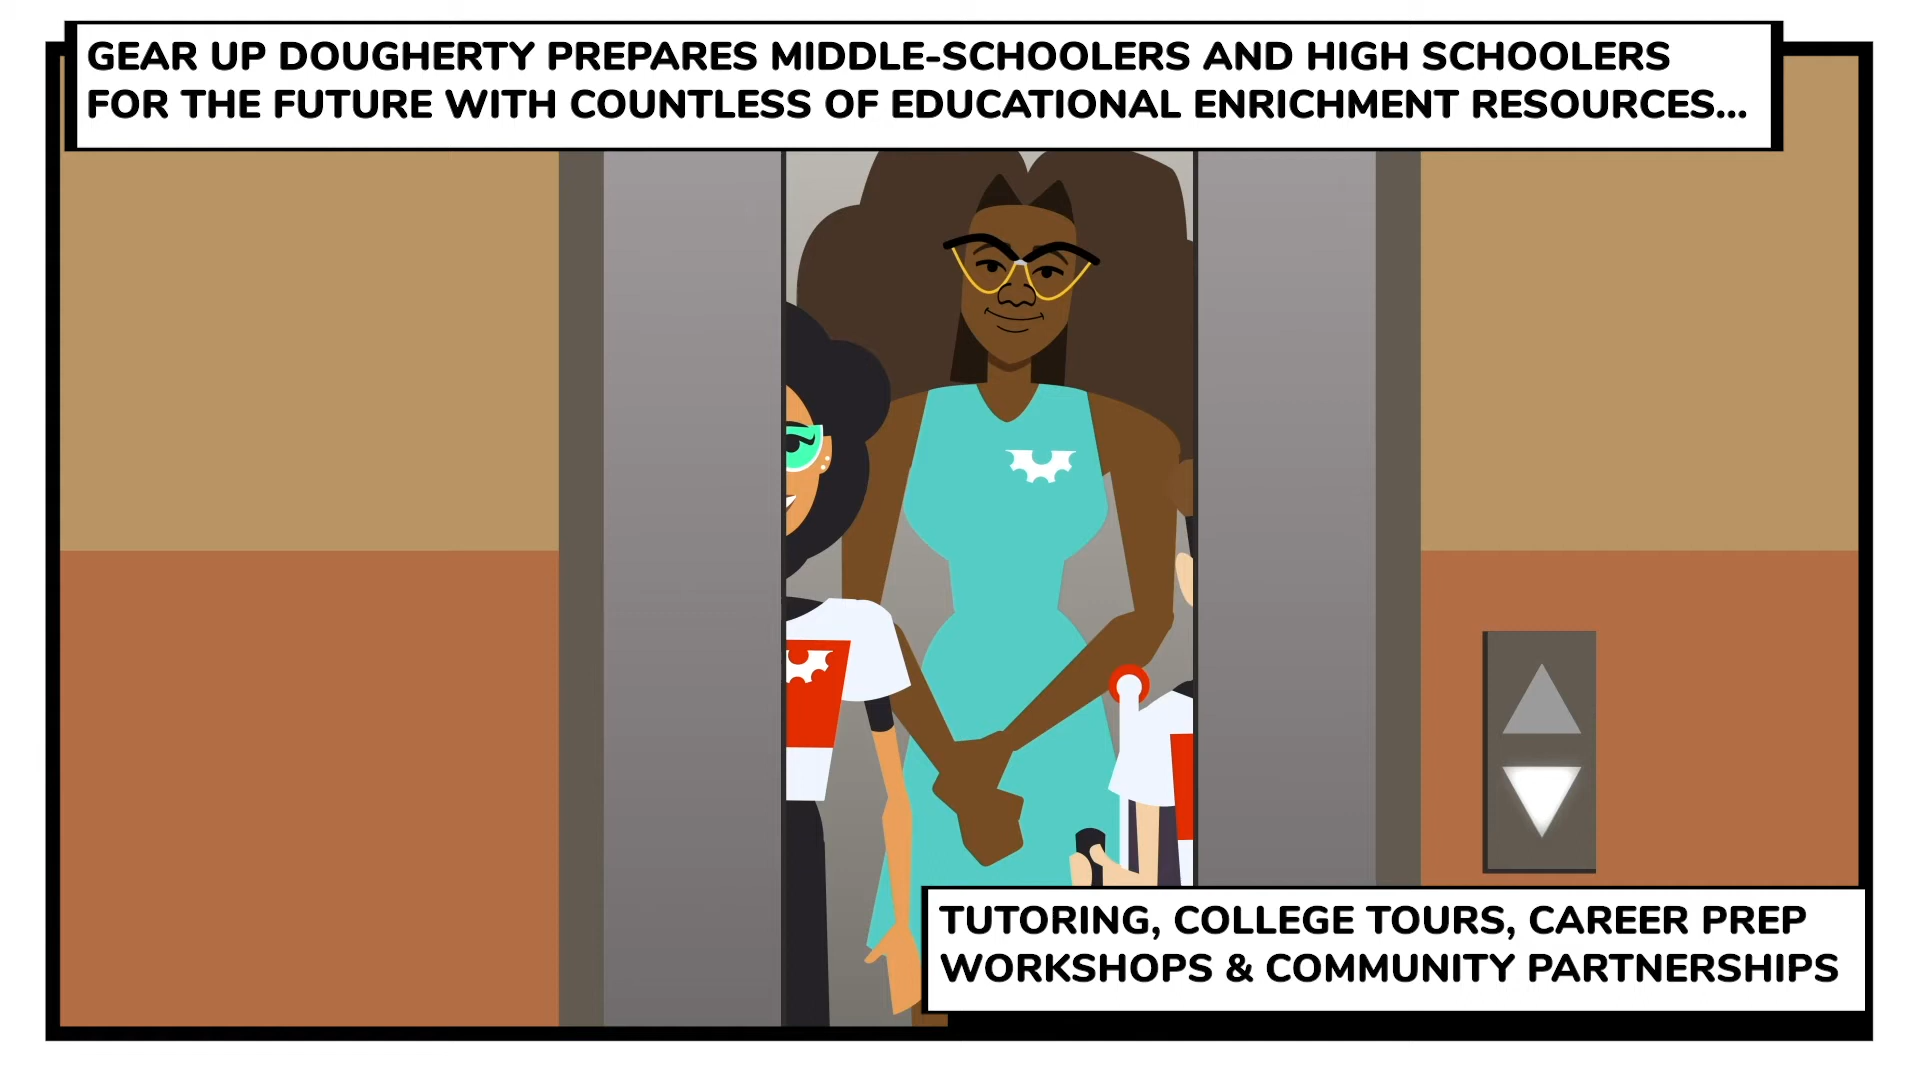 GEAR UP DOUGHERTY PREPARES MIDDLE-SCHOOLERS AND HIGH SCHOOLERS
FOR THE FUTURE WITH COUNTLESS OF EDUCATIONAL ENRICHMENT RESOURCES...
TUTORING, COLLEGE TOURS, CAREER PREP
WORKSHOPS & COMMUNITY PARTNERSHIPS